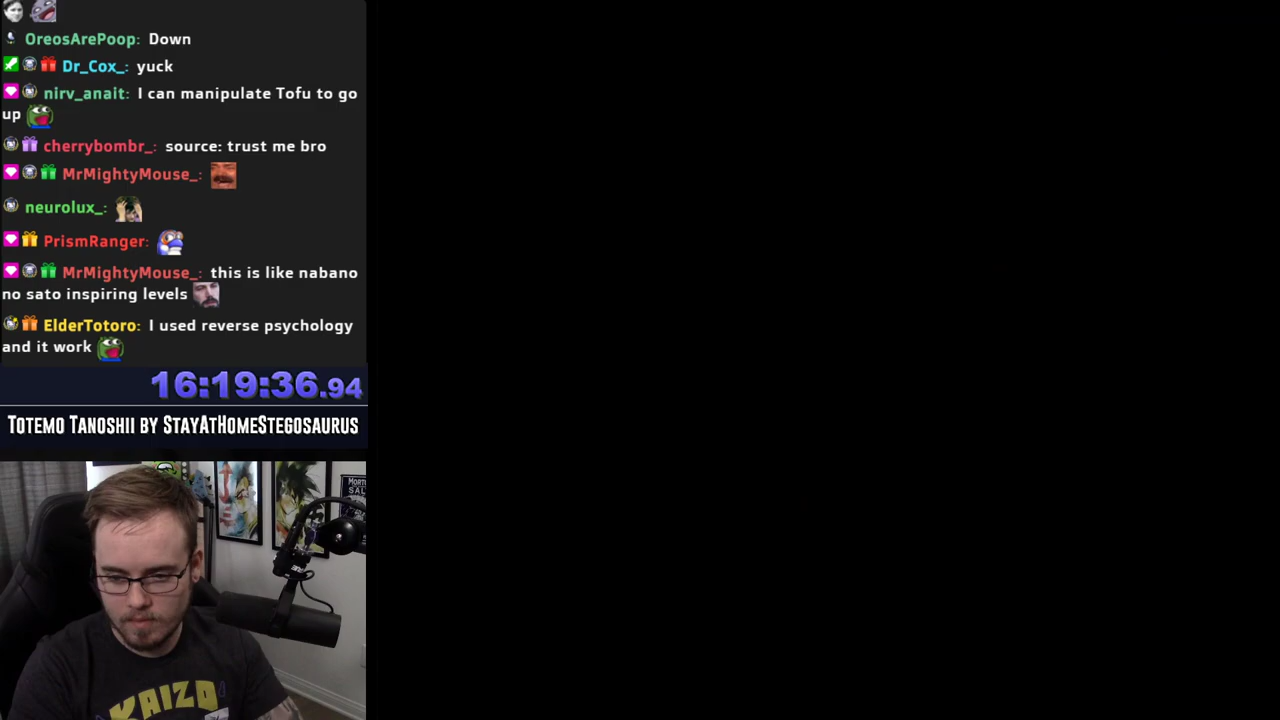 OreosArePoop: Down
Dr_Cox_: yuck
nirv_anait: I can manipulate Tofu to go
up
cherrybombr_: source: trust me bro
MrMightyMouse_:
neurolux_:
PrismRanger:
MrMightyMouse_: this is like nabano
no sato inspiring levels
ElderTotoro: I used reverse psychology
and it work
16:19:36.94
Totemo Tanoshii by StayAtHomeStegosaurus
KAIZO